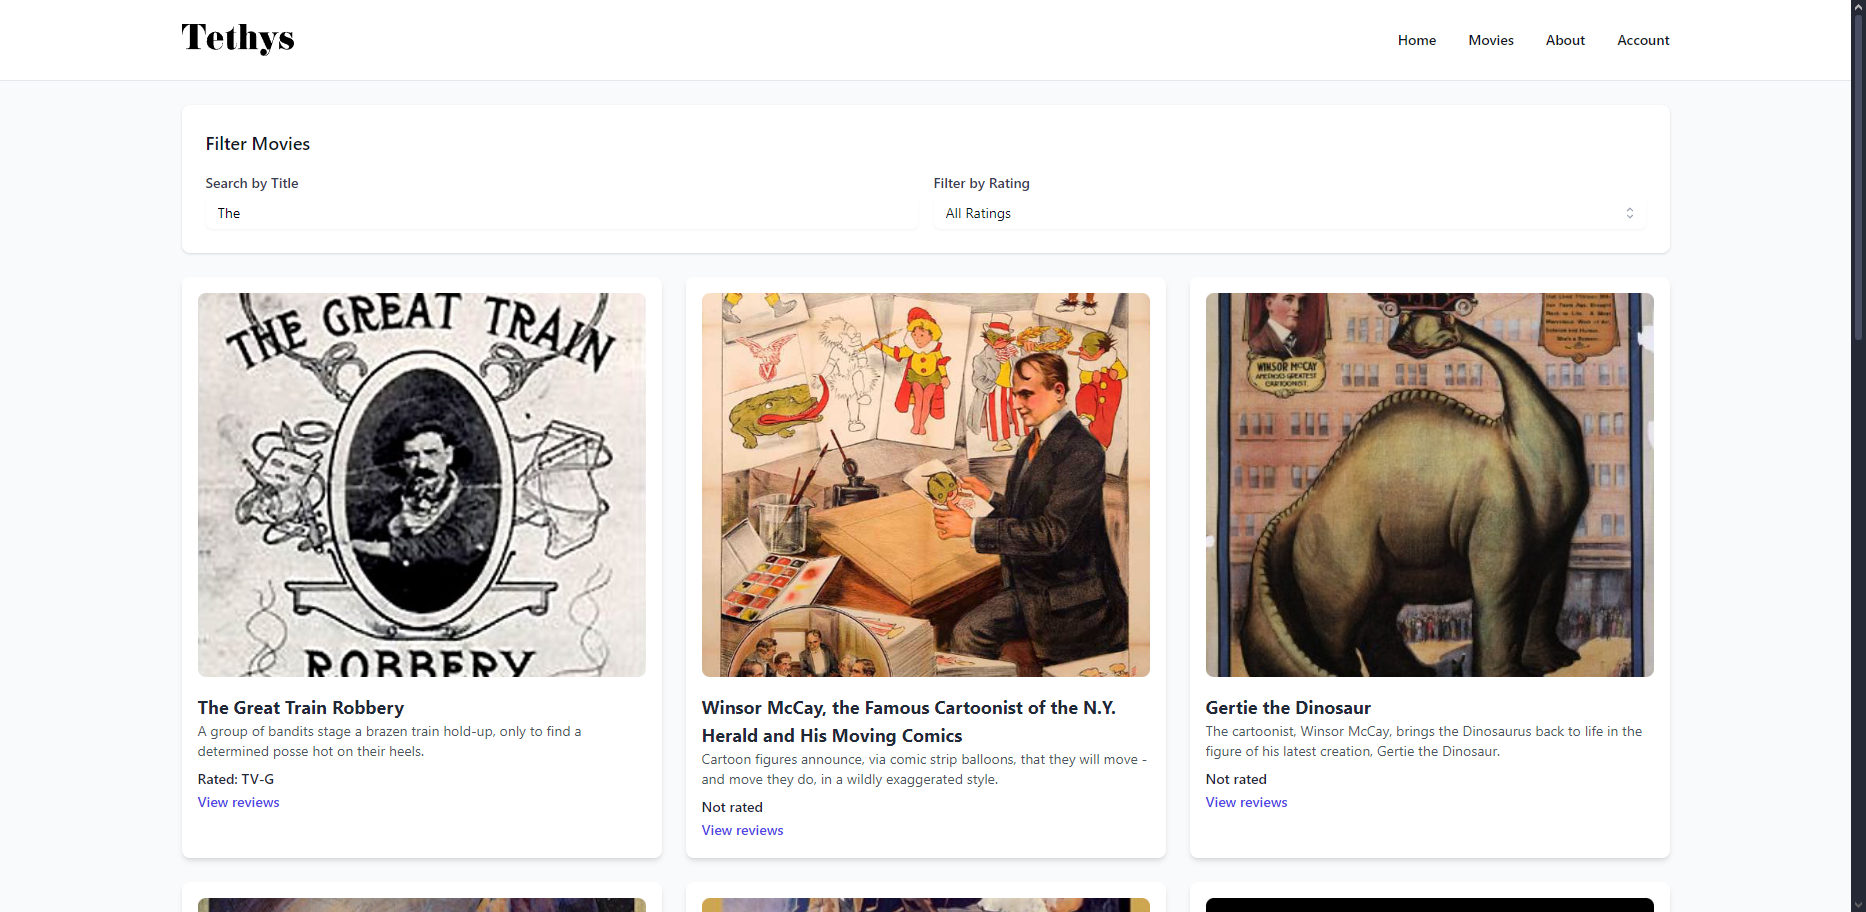 Tethys
Home Movies About Account
Filter Movies
Search by Title
The
Filter by Rating
All Ratings
THE GREAT TRAIN
ROBBERY
WINSOR McCAY
AMERICA'S GREATEST
CARTOONIST
The Great Train Robbery
A group of bandits stage a brazen train hold-up, only to find a
determined posse hot on their heels.
Rated: TV-G
View reviews
Winsor McCay, the Famous Cartoonist of the N.Y.
Herald and His Moving Comics
Cartoon figures announce, via comic strip balloons, that they will move -
and move they do, in a wildly exaggerated style.
Not rated
View reviews
Gertie the Dinosaur
The cartoonist, Winsor McCay, brings the Dinosaurus back to life in the
figure of his latest creation, Gertie the Dinosaur.
Not rated
View reviews